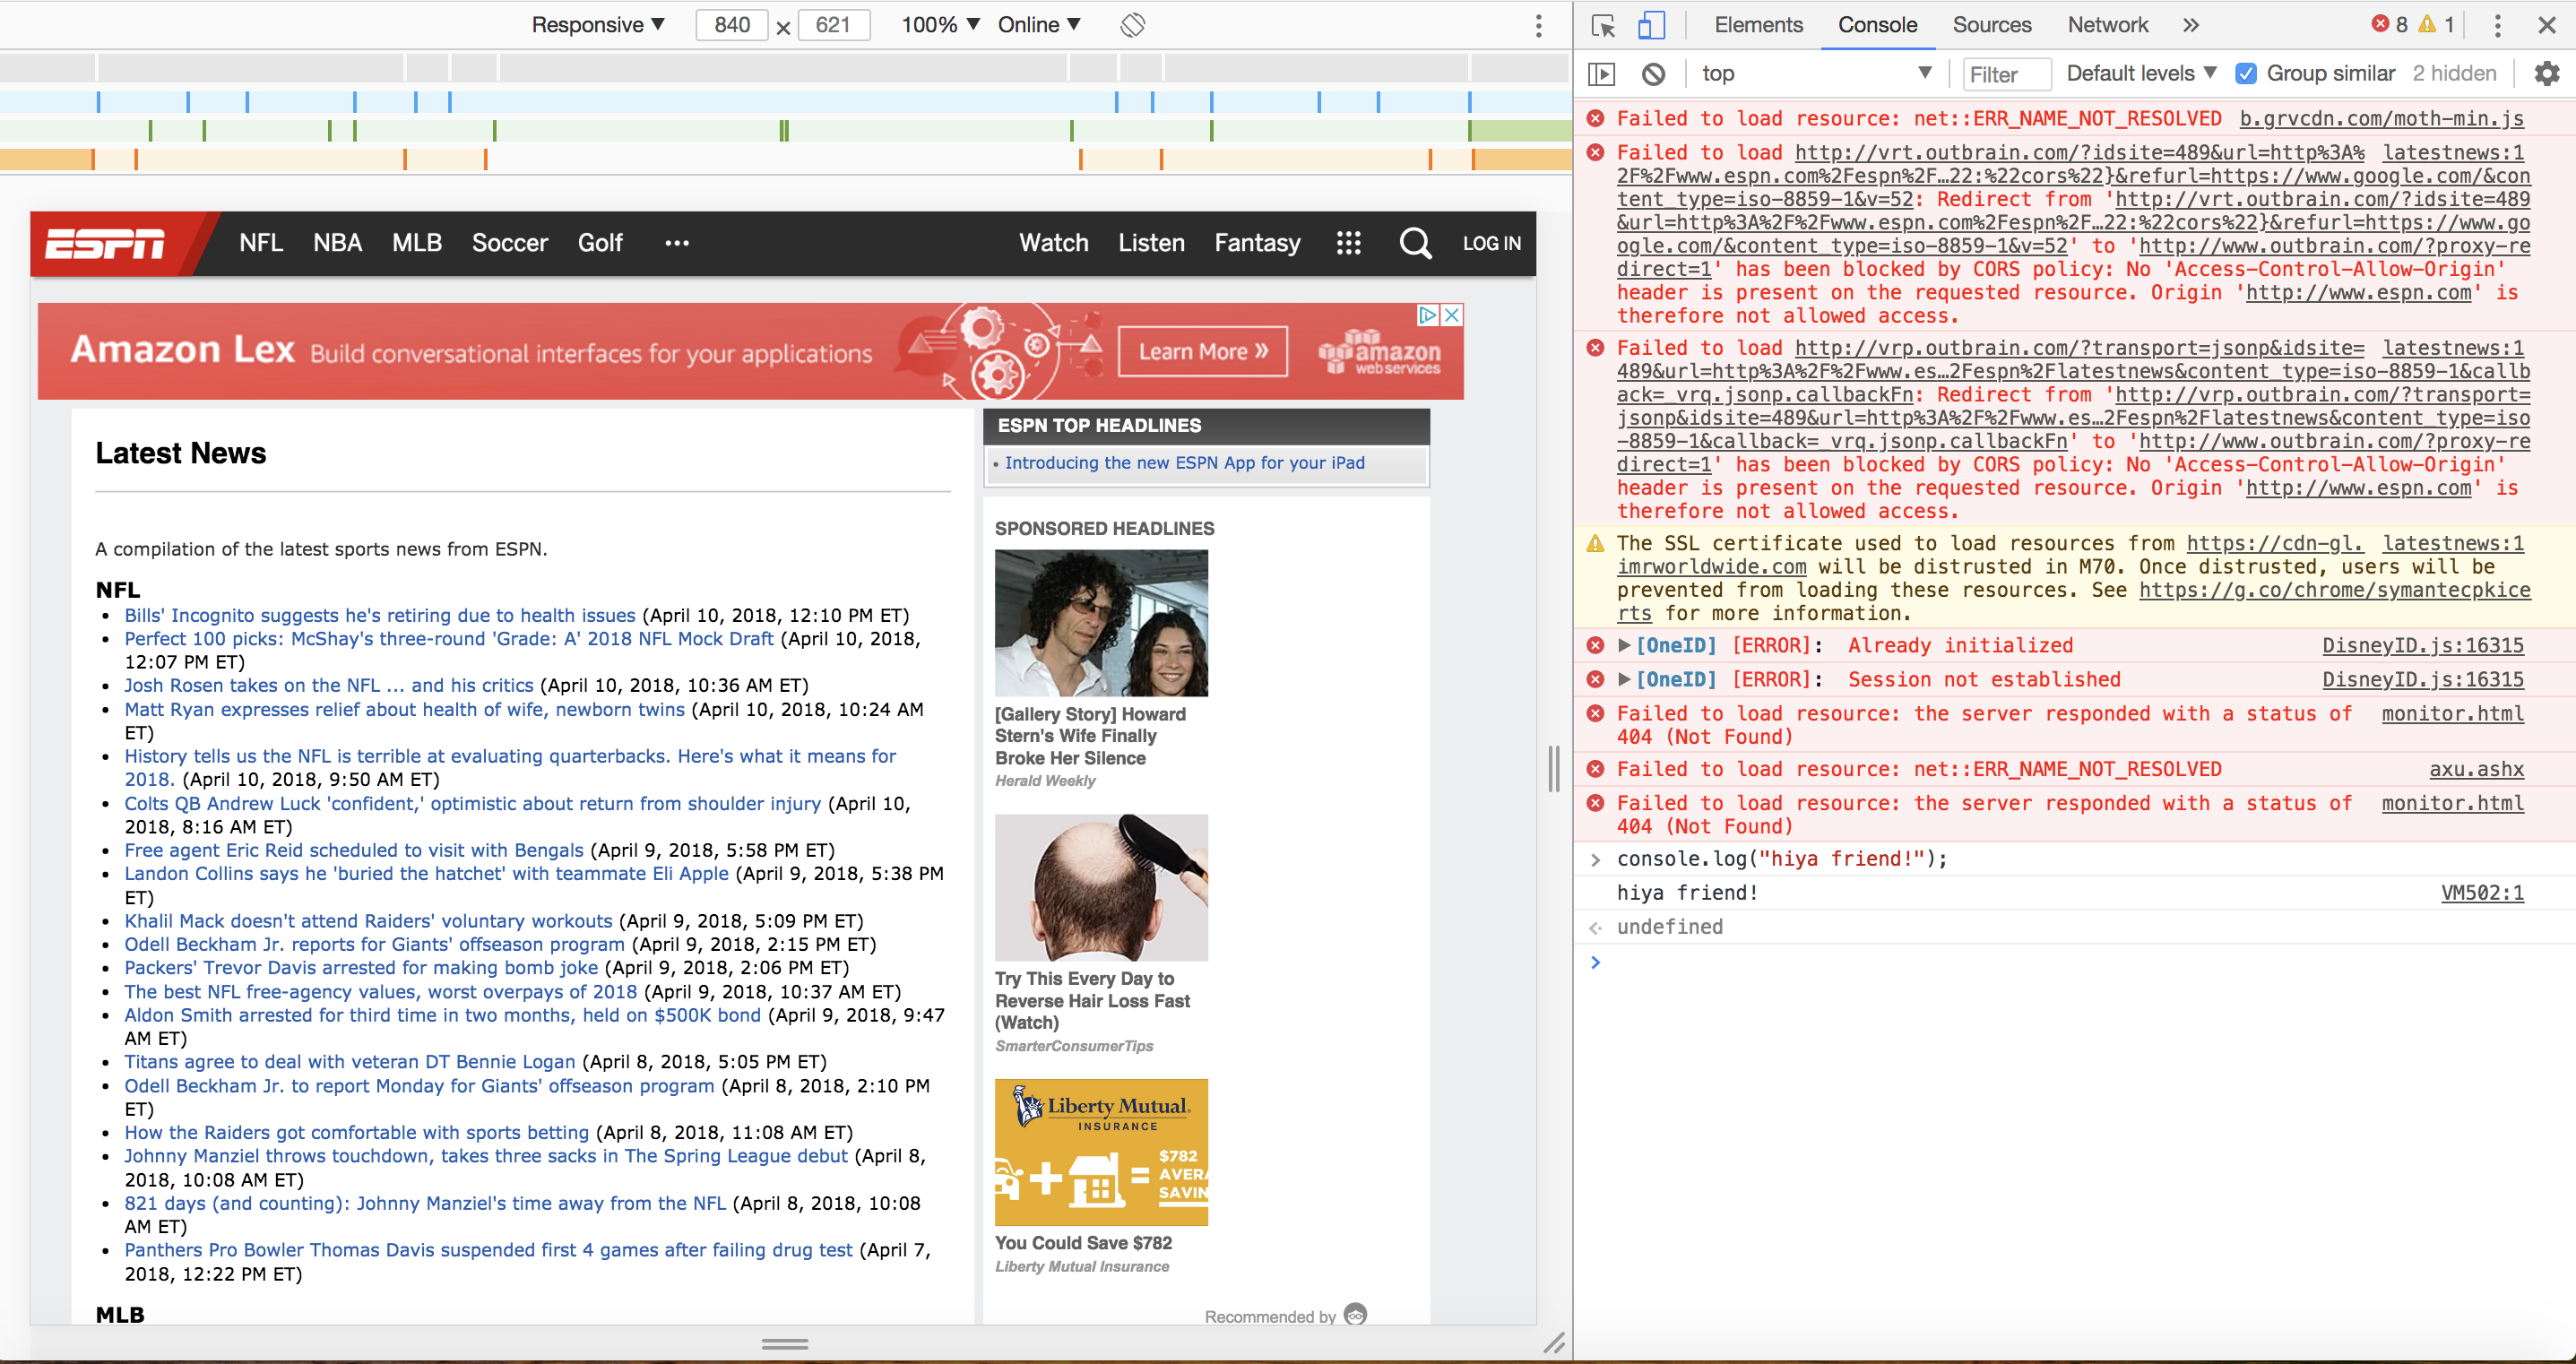 Responsive ▼ 840 × 621 100% ▼ Online ▼
ESPN NFL NBA MLB Soccer Golf ••• Watch Listen Fantasy LOG IN
Amazon Lex Build conversational interfaces for your applications Learn More » amazon
webservices
Latest News
A compilation of the latest sports news from ESPN.
NFL
• Bills' Incognito suggests he's retiring due to health issues (April 10, 2018, 12:10 PM ET)
• Perfect 100 picks: McShay's three-round 'Grade: A' 2018 NFL Mock Draft (April 10, 2018,
12:07 PM ET)
• Josh Rosen takes on the NFL ... and his critics (April 10, 2018, 10:36 AM ET)
• Matt Ryan expresses relief about health of wife, newborn twins (April 10, 2018, 10:24 AM
ET)
• History tells us the NFL is terrible at evaluating quarterbacks. Here's what it means for
2018. (April 10, 2018, 9:50 AM ET)
• Colts QB Andrew Luck 'confident,' optimistic about return from shoulder injury (April 10,
2018, 8:16 AM ET)
• Free agent Eric Reid scheduled to visit with Bengals (April 9, 2018, 5:58 PM ET)
• Landon Collins says he 'buried the hatchet' with teammate Eli Apple (April 9, 2018, 5:38 PM
ET)
• Khalil Mack doesn't attend Raiders' voluntary workouts (April 9, 2018, 5:09 PM ET)
• Odell Beckham Jr. reports for Giants' offseason program (April 9, 2018, 2:15 PM ET)
• Packers' Trevor Davis arrested for making bomb joke (April 9, 2018, 2:06 PM ET)
• The best NFL free-agency values, worst overpays of 2018 (April 9, 2018, 10:37 AM ET)
• Aldon Smith arrested for third time in two months, held on $500K bond (April 9, 2018, 9:47
AM ET)
• Titans agree to deal with veteran DT Bennie Logan (April 8, 2018, 5:05 PM ET)
• Odell Beckham Jr. to report Monday for Giants' offseason program (April 8, 2018, 2:10 PM
ET)
• How the Raiders got comfortable with sports betting (April 8, 2018, 11:08 AM ET)
• Johnny Manziel throws touchdown, takes three sacks in The Spring League debut (April 8,
2018, 10:08 AM ET)
• 821 days (and counting): Johnny Manziel's time away from the NFL (April 8, 2018, 10:08
AM ET)
• Panthers Pro Bowler Thomas Davis suspended first 4 games after failing drug test (April 7,
2018, 12:22 PM ET)
MLB
ESPN TOP HEADLINES
• Introducing the new ESPN App for your iPad
SPONSORED HEADLINES
[Gallery Story] Howard
Stern's Wife Finally
Broke Her Silence
Herald Weekly
Try This Every Day to
Reverse Hair Loss Fast
(Watch)
SmarterConsumerTips
Liberty Mutual.
INSURANCE
+ = $782
AVERA
SAVIN
You Could Save $782
Liberty Mutual Insurance
Recommended by
Elements Console Sources Network » 8 1
top ▼ Filter Default levels ▼ Group similar 2 hidden
Failed to load resource: net::ERR_NAME_NOT_RESOLVED b.grvcdn.com/moth-min.js
Failed to load http://vrt.outbrain.com/?idsite=489&url=http%3A% latestnews:1
2F%2Fwww.espn.com%2Fespn%2F…22:%22cors%22}&refurl=https://www.google.com/&con
tent_type=iso-8859-1&v=52: Redirect from 'http://vrt.outbrain.com/?idsite=489
&url=http%3A%2F%2Fwww.espn.com%2Fespn%2F…22:%22cors%22}&refurl=https://www.go
ogle.com/&content_type=iso-8859-1&v=52' to 'http://www.outbrain.com/?proxy-re
direct=1' has been blocked by CORS policy: No 'Access-Control-Allow-Origin'
header is present on the requested resource. Origin 'http://www.espn.com' is
therefore not allowed access.
Failed to load http://vrp.outbrain.com/?transport=jsonp&idsite= latestnews:1
489&url=http%3A%2F%2Fwww.es…2Fespn%2Flatestnews&content_type=iso-8859-1&callb
ack=_vrq.jsonp.callbackFn: Redirect from 'http://vrp.outbrain.com/?transport=
jsonp&idsite=489&url=http%3A%2F%2Fwww.es…2Fespn%2Flatestnews&content_type=iso
-8859-1&callback=_vrq.jsonp.callbackFn' to 'http://www.outbrain.com/?proxy-re
direct=1' has been blocked by CORS policy: No 'Access-Control-Allow-Origin'
header is present on the requested resource. Origin 'http://www.espn.com' is
therefore not allowed access.
The SSL certificate used to load resources from https://cdn-gl. latestnews:1
imrworldwide.com will be distrusted in M70. Once distrusted, users will be
prevented from loading these resources. See https://g.co/chrome/symantecpkice
rts for more information.
▶[OneID] [ERROR]: Already initialized DisneyID.js:16315
▶[OneID] [ERROR]: Session not established DisneyID.js:16315
Failed to load resource: the server responded with a status of monitor.html
404 (Not Found)
Failed to load resource: net::ERR_NAME_NOT_RESOLVED axu.ashx
Failed to load resource: the server responded with a status of monitor.html
404 (Not Found)
> console.log("hiya friend!");
hiya friend! VM502:1
undefined
>